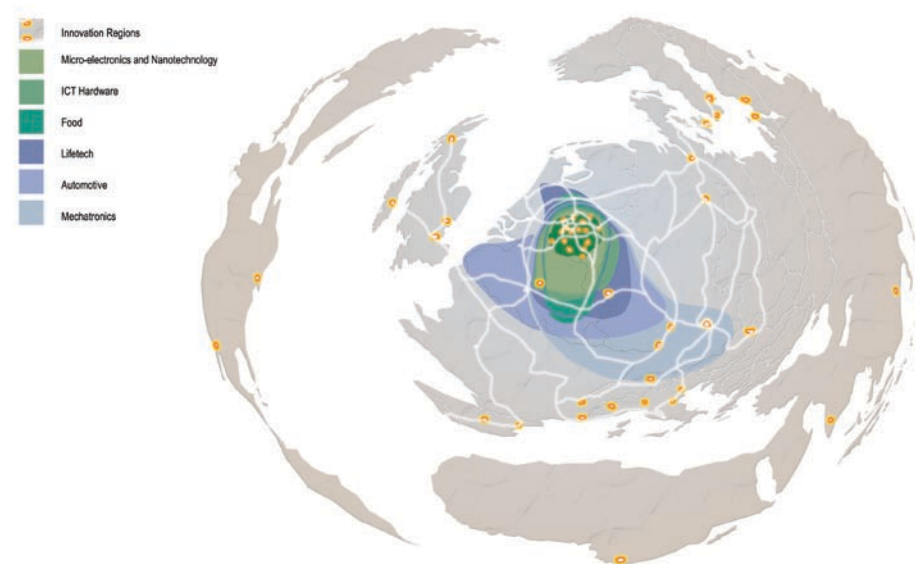 Innovation Regions
Micro-electronics and Nanotechnology
ICT Hardware
Food
Lifetech
Automotive
Mechatronics